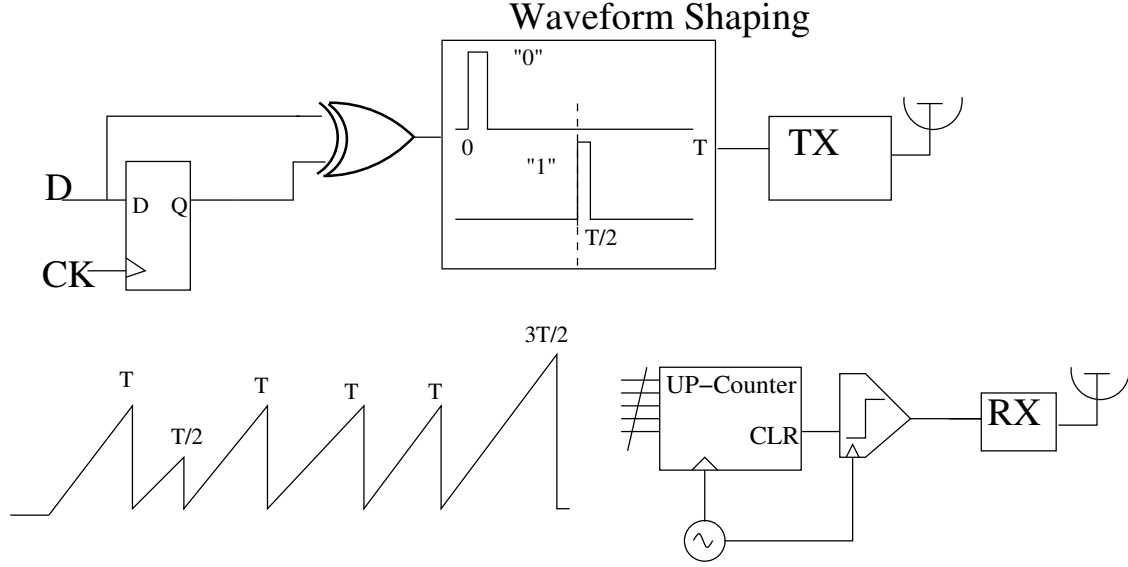 Waveform Shaping
"0"
0
T
"1"
T/2
TX
D
D Q
CK
T
T/2
T
T
T
3T/2
UP-Counter
CLR
RX